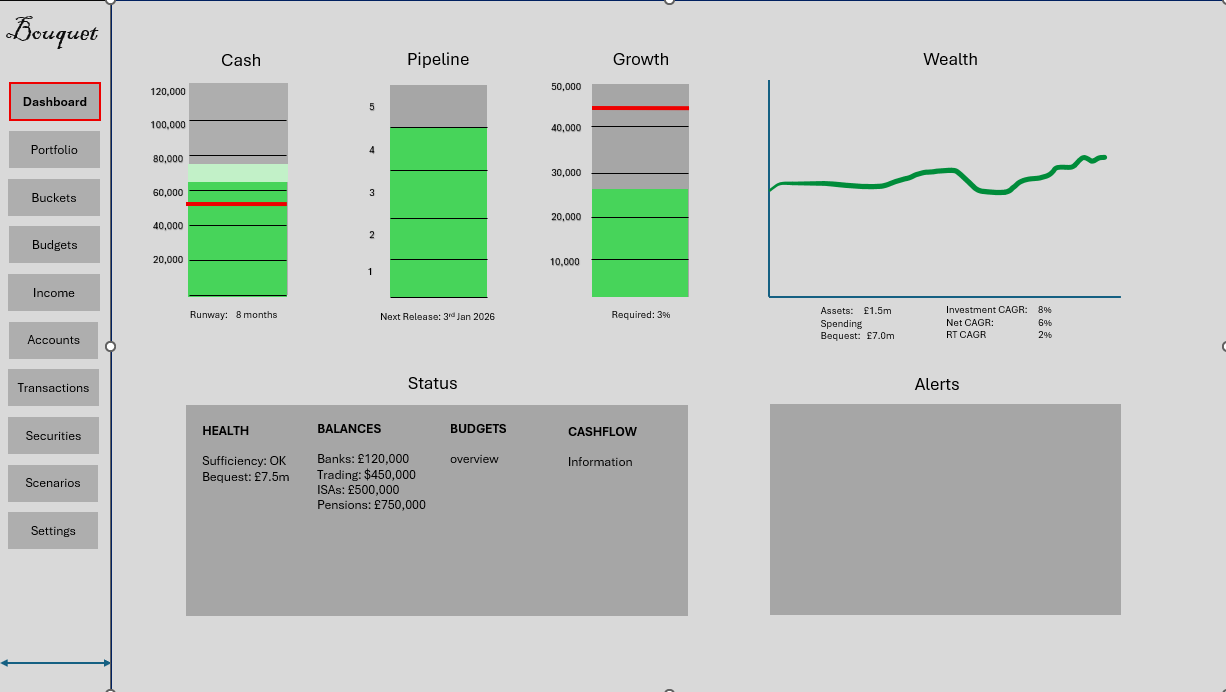 Bouquet
Dashboard
Portfolio
Buckets
Budgets
Income
Accounts
Transactions
Securities
Scenarios
Settings
Cash
120,000
100,000
80,000
60,000
40,000
20,000
Runway: 8 months
Pipeline
5
4
3
2
1
Next Release: 3rd Jan 2026
Growth
50,000
40,000
30,000
20,000
10,000
Required: 3%
Wealth
Assets: £1.5m
Spending
Bequest: £7.0m
Investment CAGR: 8%
Net CAGR: 6%
RT CAGR 2%
Status
HEALTH
Sufficiency: OK
Bequest: £7.5m
BALANCES
Banks: £120,000
Trading: $450,000
ISAs: £500,000
Pensions: £750,000
BUDGETS
overview
CASHFLOW
Information
Alerts